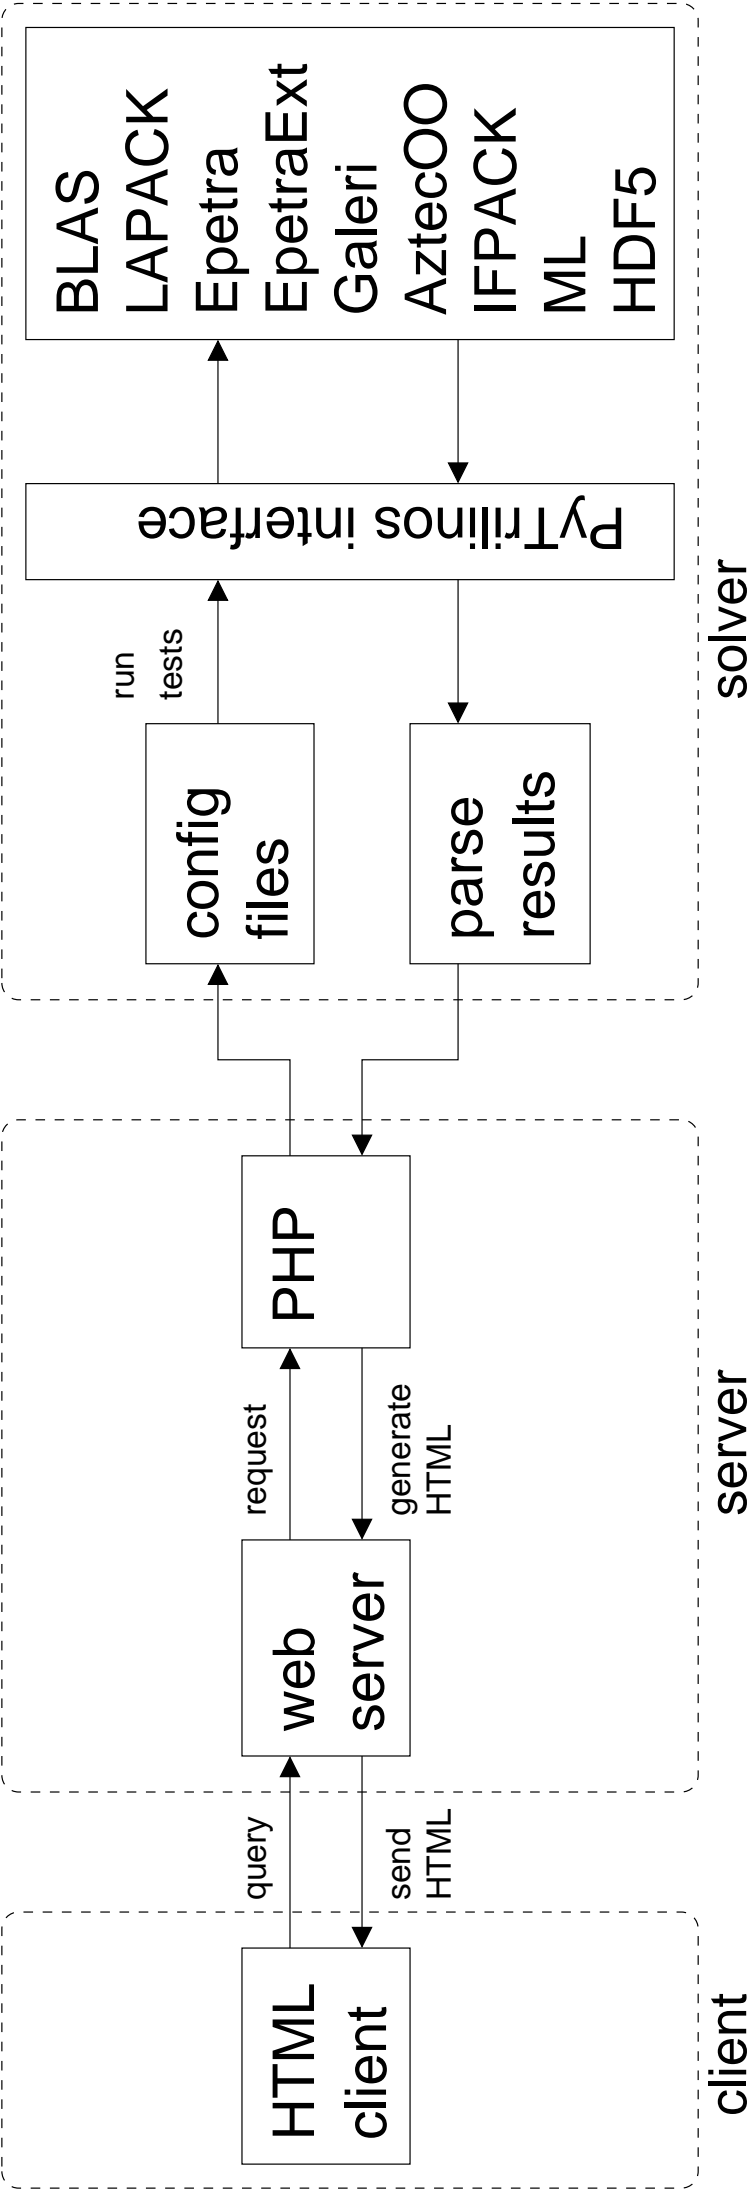 HTML
client
client
query
send
HTML
web
server
request
generate
HTML
PHP
server
config
files
run
tests
parse
results
PyTrilinos interface
BLAS
LAPACK
Epetra
EpetraExt
Galeri
AztecOO
IFPACK
ML
HDF5
solver